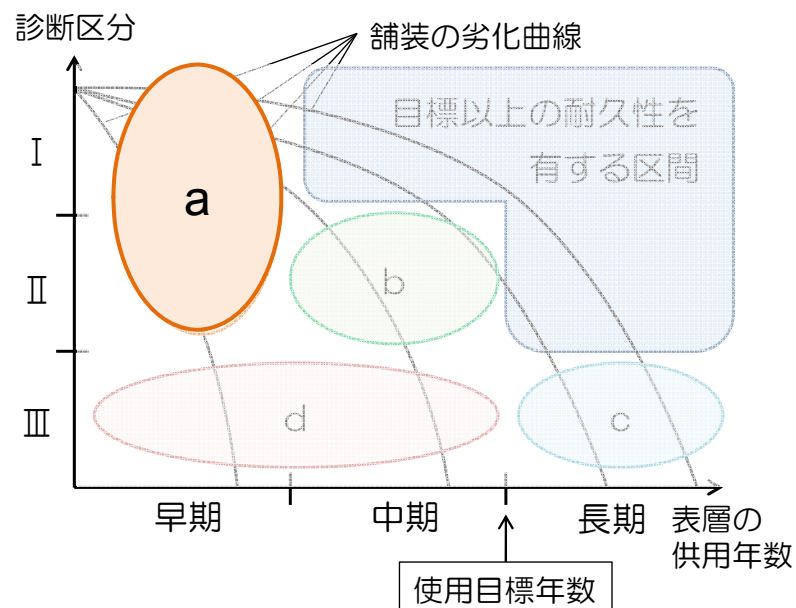 診断区分
舗装の劣化曲線
目標以上の耐久性を
有する区間
Ⅰ
a
Ⅱ
b
Ⅲ
d
c
早期
中期
長期
表層の
供用年数
使用目標年数